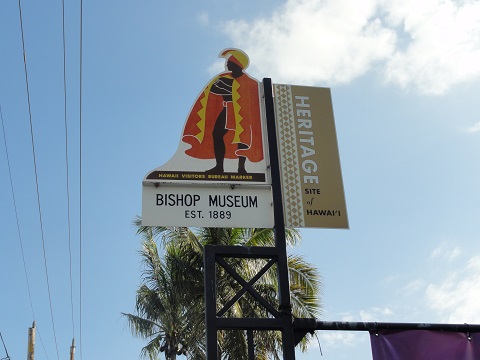 HAWAII VISITORS BUREAU MARKER
BISHOP MUSEUM
EST. 1889
HERITAGE
SITE
of
HAWAI'I